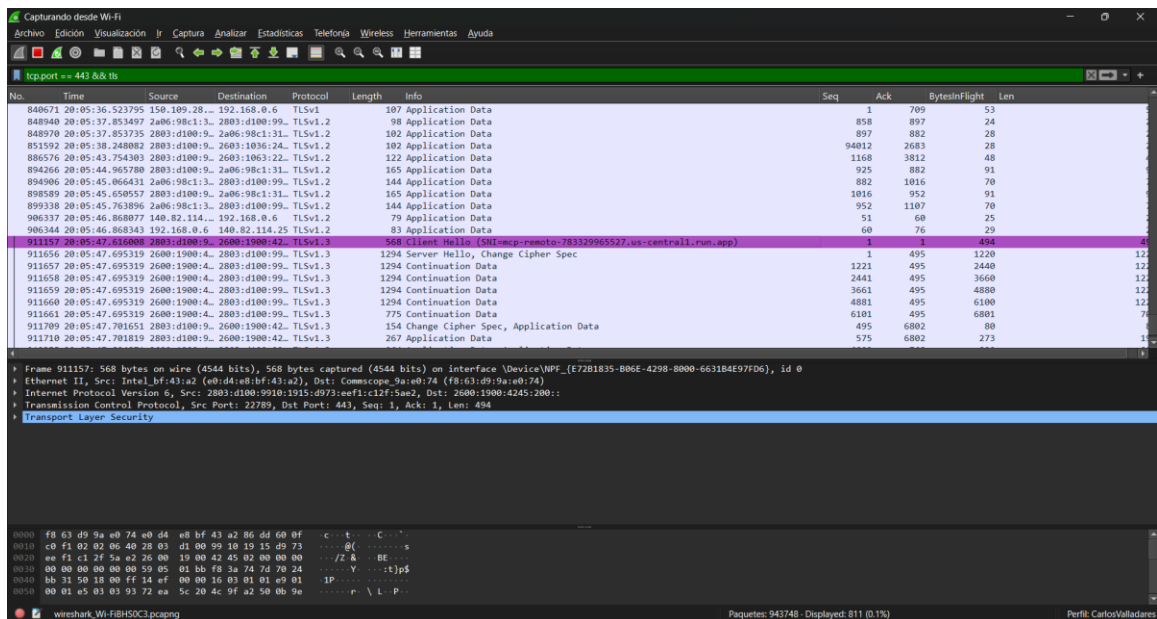 Capturando desde Wi-Fi
Archivo Edición Visualización Ir Captura Analizar Estadísticas Telefonía Wireless Herramientas Ayuda
tcp.port == 443 && tls
No. Time Source Destination Protocol Length Info Seq Ack BytesInFlight Len
840671 20:05:36.523795 150.109.28.… 192.168.0.6 TLSv1 107 Application Data 1 709 53
848940 20:05:37.853497 2a06:98c1:3… 2803:d100:99… TLSv1.2 98 Application Data 858 897 24
848970 20:05:37.853735 2803:d100:9… 2a06:98c1:31… TLSv1.2 102 Application Data 897 882 28
851592 20:05:38.248082 2803:d100:9… 2603:1036:24… TLSv1.2 102 Application Data 94012 2683 28
886576 20:05:43.754303 2803:d100:9… 2603:1063:22… TLSv1.2 122 Application Data 1168 3812 48
894266 20:05:44.965780 2803:d100:9… 2a06:98c1:31… TLSv1.2 165 Application Data 925 882 91
894906 20:05:45.066431 2a06:98c1:3… 2803:d100:99… TLSv1.2 144 Application Data 882 1016 70
898589 20:05:45.650557 2803:d100:9… 2a06:98c1:31… TLSv1.2 165 Application Data 1016 952 91
899338 20:05:45.763896 2a06:98c1:3… 2803:d100:99… TLSv1.2 144 Application Data 952 1107 70
906337 20:05:46.868077 140.82.114.… 192.168.0.6 TLSv1.2 79 Application Data 51 60 25
906344 20:05:46.868343 192.168.0.6 140.82.114.25 TLSv1.2 83 Application Data 60 76 29
911157 20:05:47.616008 2803:d100:9… 2600:1900:42… TLSv1.3 568 Client Hello (SNI=mcp-remote-783329965527.us-central1.run.app) 1 1 494 49
911656 20:05:47.695319 2600:1900:4… 2803:d100:99… TLSv1.3 1294 Server Hello, Change Cipher Spec 1 495 1220 122
911657 20:05:47.695319 2600:1900:4… 2803:d100:99… TLSv1.3 1294 Continuation Data 1221 495 2440 122
911658 20:05:47.695319 2600:1900:4… 2803:d100:99… TLSv1.3 1294 Continuation Data 2441 495 3660 122
911659 20:05:47.695319 2600:1900:4… 2803:d100:99… TLSv1.3 1294 Continuation Data 3661 495 4880 122
911660 20:05:47.695319 2600:1900:4… 2803:d100:99… TLSv1.3 1294 Continuation Data 4881 495 6100 122
911661 20:05:47.695319 2600:1900:4… 2803:d100:99… TLSv1.3 775 Continuation Data 6101 495 6801
911709 20:05:47.701651 2803:d100:9… 2600:1900:42… TLSv1.3 154 Change Cipher Spec, Application Data 495 6802 80
911710 20:05:47.701819 2803:d100:9… 2600:1900:42… TLSv1.3 267 Application Data 575 6802 273 19
Frame 911157: 568 bytes on wire (4544 bits), 568 bytes captured (4544 bits) on interface \Device\NPF_{E72B1835-B06E-4298-8000-6631B4E97FD6}, id 0
Ethernet II, Src: Intel_bf:43:a2 (e0:d4:e8:bf:43:a2), Dst: Commscope_9a:e0:74 (f8:63:d9:9a:e0:74)
Internet Protocol Version 6, Src: 2803:d100:9910:1915:d973:eef1:c12f:5ae2, Dst: 2600:1900:4245:200::
Transmission Control Protocol, Src Port: 22789, Dst Port: 443, Seq: 1, Ack: 1, Len: 494
Transport Layer Security
0000 f8 63 d9 9a e0 74 e0 d4 e8 bf 43 a2 86 dd 60 0f ·c···t·· ··C···`·
0010 c0 f1 02 02 06 40 28 03 d1 00 99 10 19 15 d9 73 ·····@(· ·······s
0020 ee f1 c1 2f 5a e2 26 00 19 00 42 45 02 00 00 00 ···/Z·&· ··BE····
0030 00 00 00 00 00 00 59 05 01 bb f8 3a 74 7d 70 24 ······Y· ···:t}p$
0040 bb 31 50 18 00 ff 14 ef 00 00 16 03 01 01 e9 01 ·1P····· ········
0050 00 01 e5 03 03 93 72 ea 5c 20 4c 9f a2 50 0b 9e ······r· \ L··P··
wireshark_Wi-FiBHS0C3.pcapng Paquetes: 943748 · Displayed: 811 (0.1%) Perfil: CarlosValladares